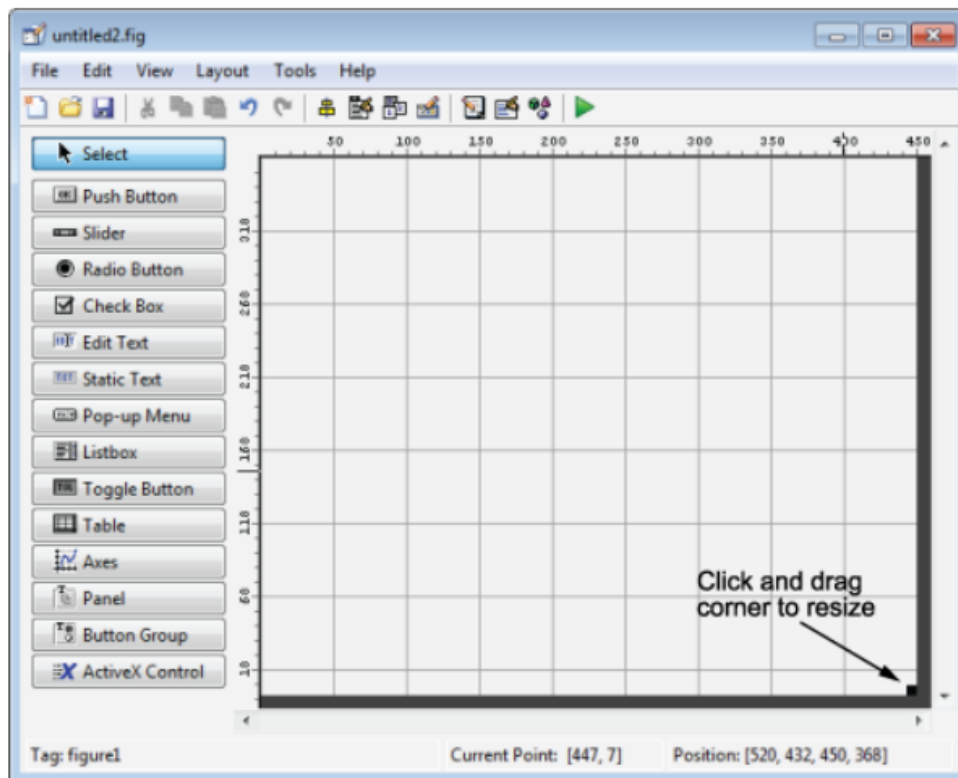 untitled2.fig
File Edit View Layout Tools Help
50 100 150 200 250 300 350 400 450
Select
Push Button
Slider
Radio Button
Check Box
Edit Text
Static Text
Pop-up Menu
Listbox
Toggle Button
Table
Axes
Panel
Button Group
ActiveX Control
310
260
210
160
110
60
10
Click and drag
corner to resize
Tag: figure1 Current Point: [447, 7] Position: [520, 432, 450, 368]